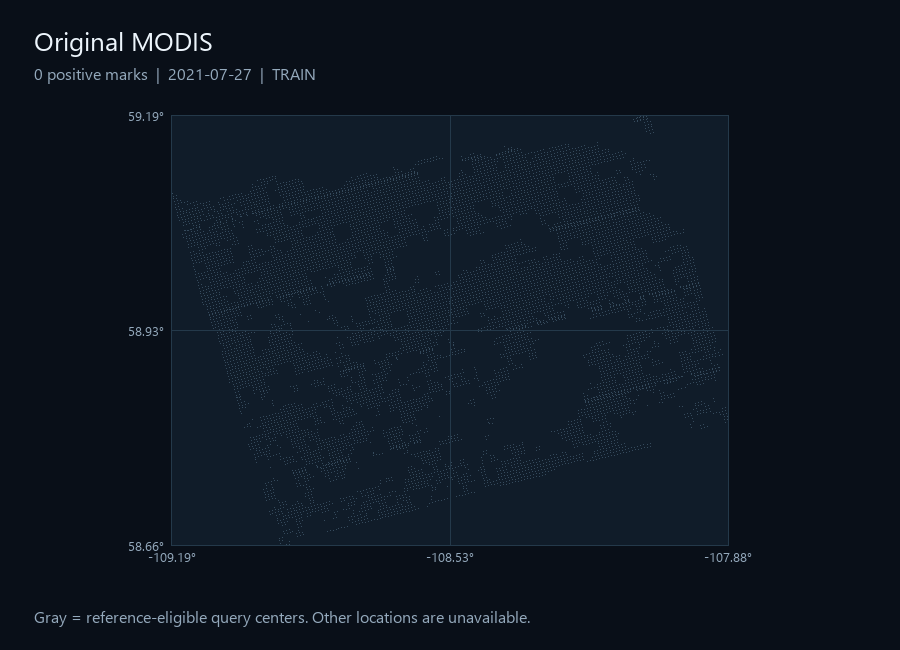 Original MODIS
0 positive marks | 2021-07-27 | TRAIN
59.19°
58.93°
58.66°
-109.19° -108.53° -107.88°
Gray = reference-eligible query centers. Other locations are unavailable.